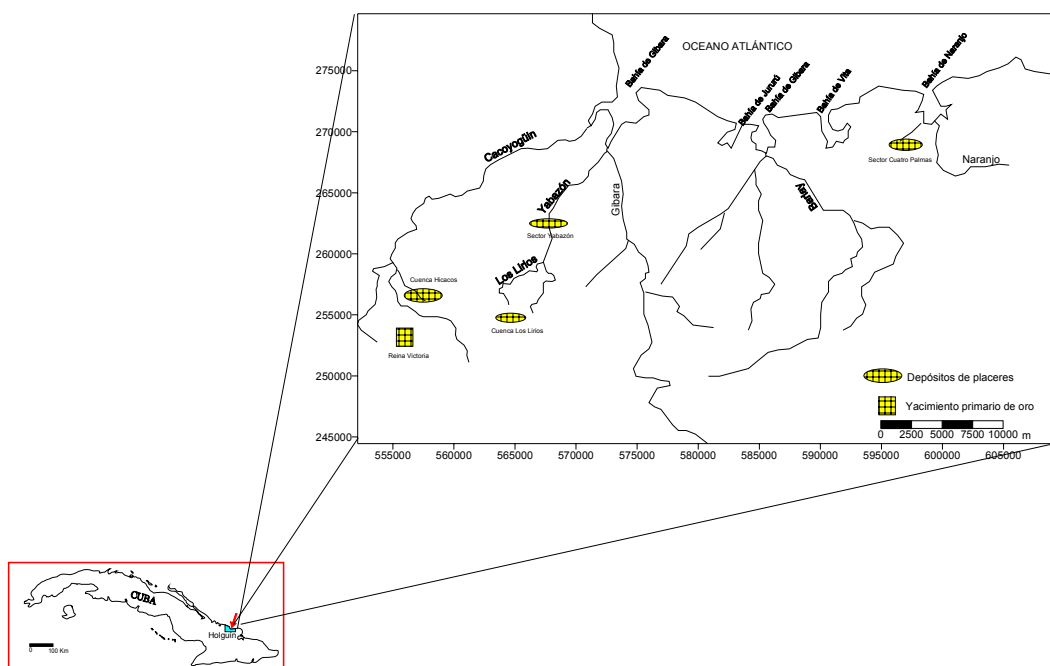 OCEANO ATLÁNTICO
Bahía de Gibara
Bahía de Jururú
Bahía de Gibara
Bahía de Vita
Bahía de Naranjo
275000
270000
265000
260000
255000
250000
245000
Cacoyogüin
Yabazón
Gibara
Bariay
Naranjo
Sector Cuatro Palmas
Sector Yabazón
Los Lirios
Cuenca Hicacos
Cuenca Los Lirios
Reina Victoria
Depósitos de placeres
Yacimiento primario de oro
0 2500 5000 7500 10000 m
555000 560000 565000 570000 575000 580000 585000 590000 595000 600000 605000
CUBA
Holguín
0 100 Km